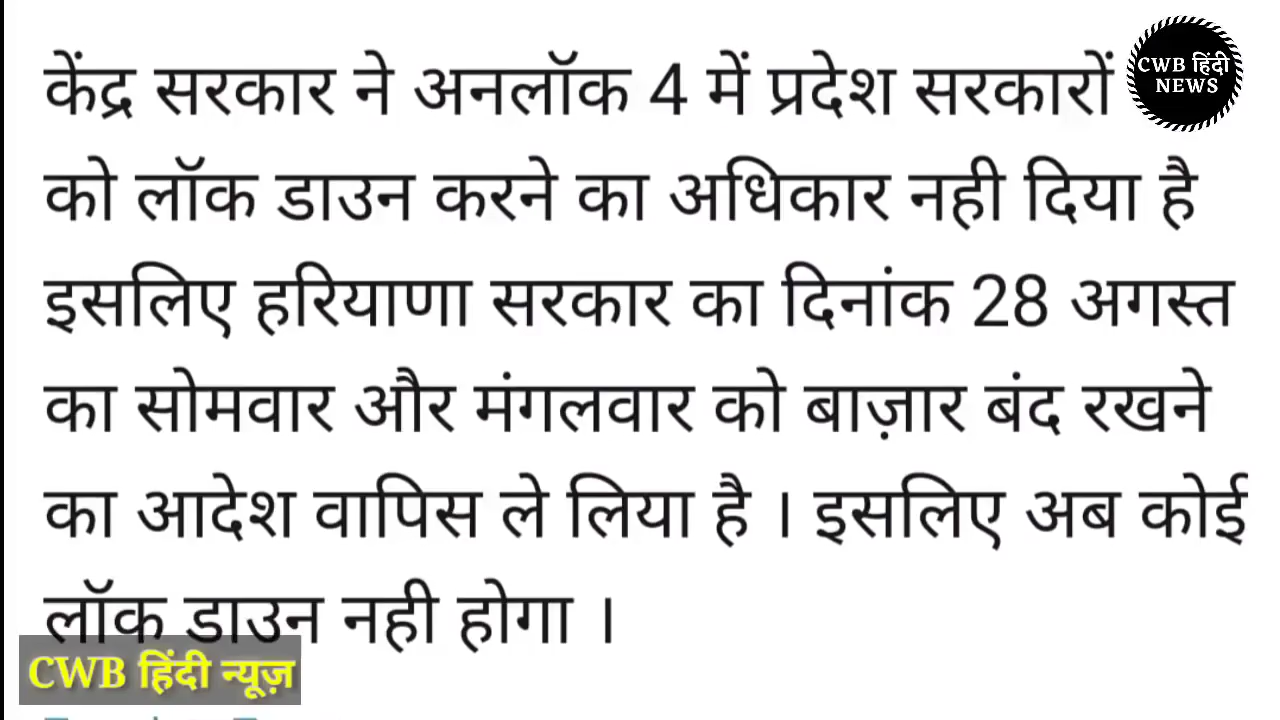 केंद्र सरकार ने अनलॉक 4 में प्रदेश सरकारों
CWB हिंदी
NEWS
को लॉक डाउन करने का अधिकार नही दिया है
इसलिए हरियाणा सरकार का दिनांक 28 अगस्त
का सोमवार और मंगलवार को बाज़ार बंद रखने
का आदेश वापिस ले लिया है । इसलिए अब कोई
लॉक डाउन नही होगा ।
CWB हिंदी न्यूज़